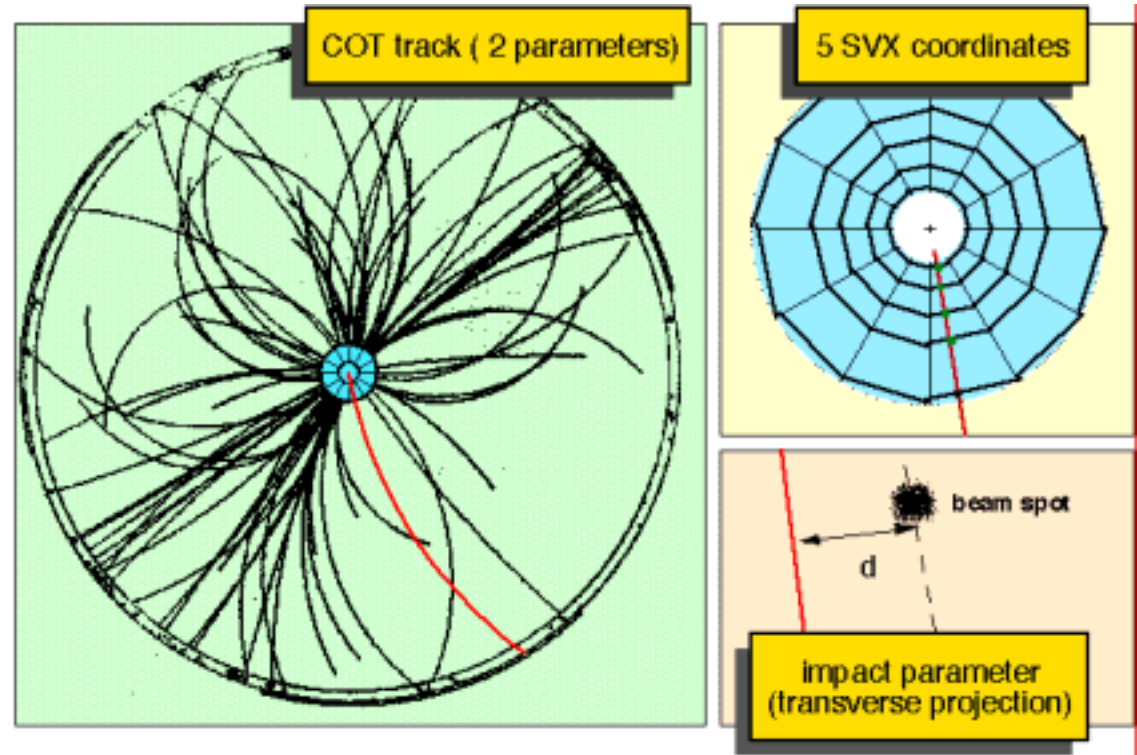 COT track ( 2 parameters)
5 SVX coordinates
beam spot
d
impact parameter
(transverse projection)